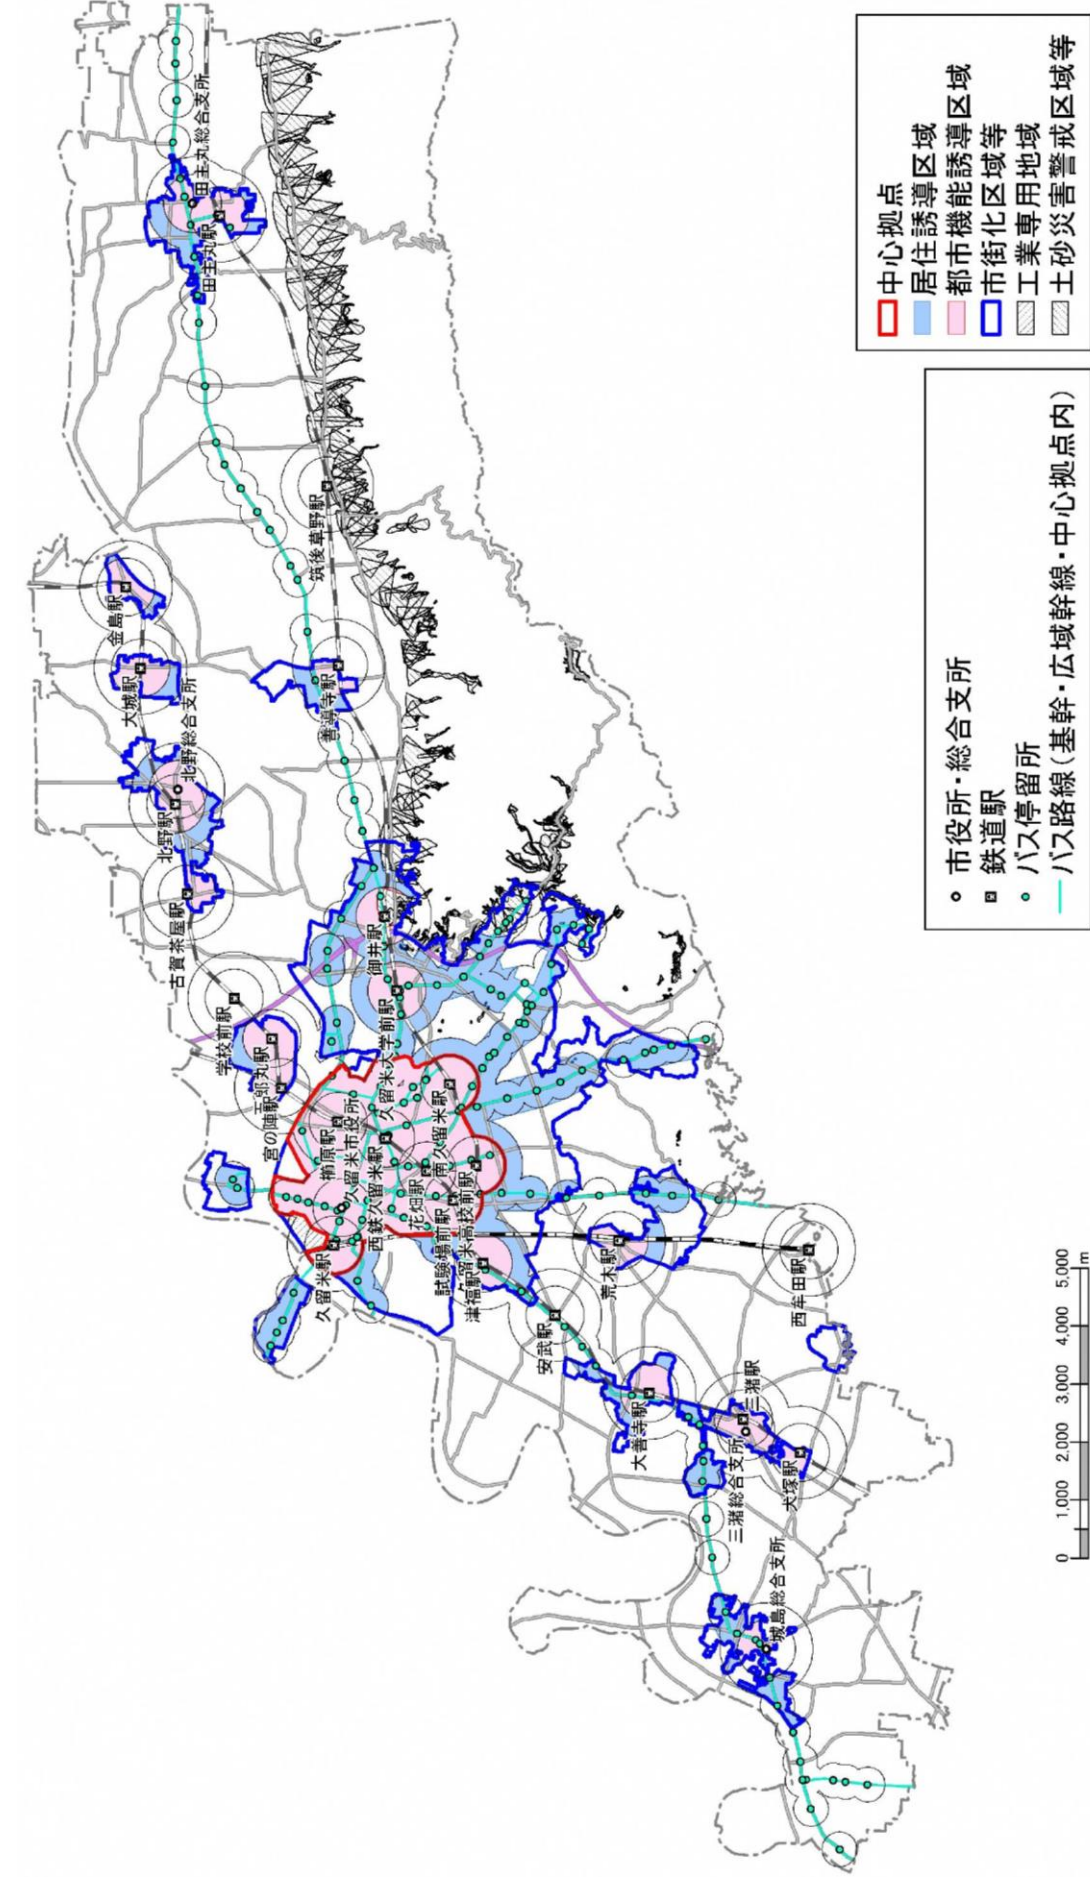 田主丸総合支所
田主丸駅
筑後草野駅
金島駅
大城駅
北野総合支所
北野駅
善導寺駅
古賀茶屋駅
学校前駅
五郎丸駅
宮の陣駅
御井駅
久留米大学前駅
櫛原駅
久留米市役所
西鉄久留米駅
南久留米駅
花畑駅
試験場前駅
久留米高校前駅
津福駅
久留米駅
荒木駅
西牟田駅
安武駅
大善寺駅
三潴駅
三潴総合支所
犬塚駅
城島総合支所
中心拠点
居住誘導区域
都市機能誘導区域
市街化区域等
工業専用地域
土砂災害警戒区域等
市役所・総合支所
鉄道駅
バス停留所
バス路線(基幹・広域幹線・中心拠点内)
0 1,000 2,000 3,000 4,000 5,000
m